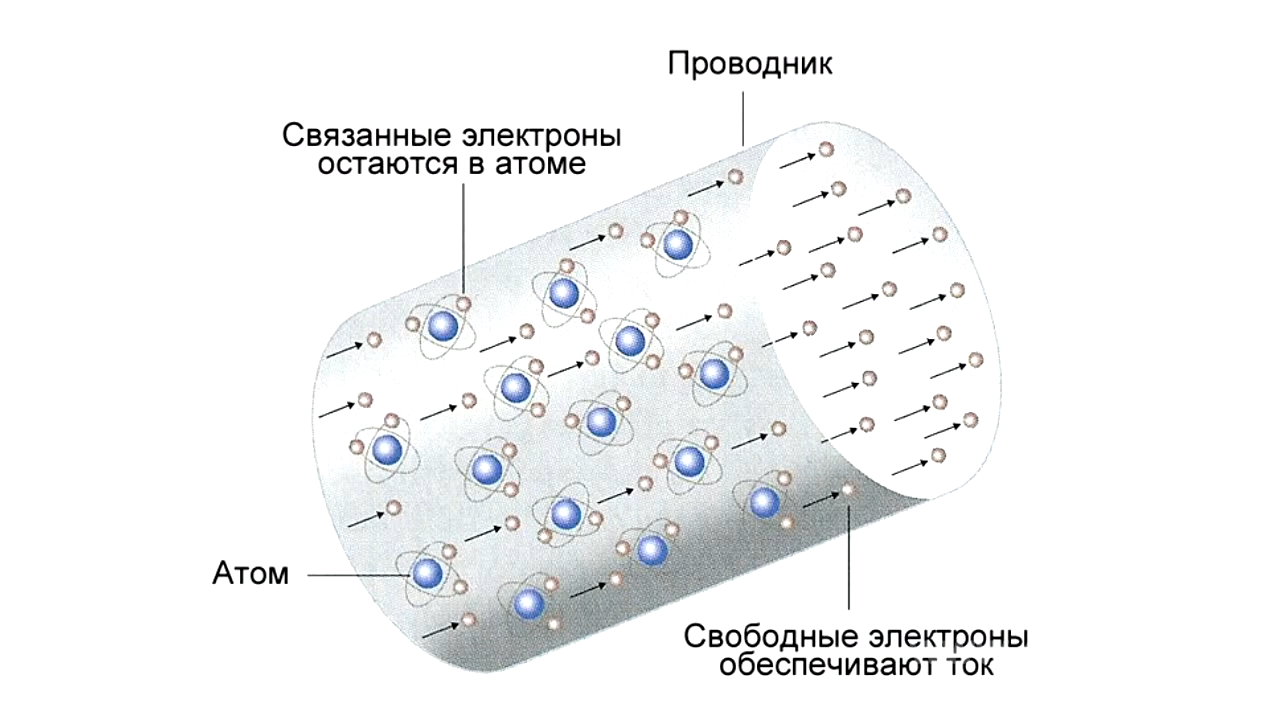 Проводник
Связанные электроны
остаются в атоме
Атом
Свободные электроны
обеспечивают ток